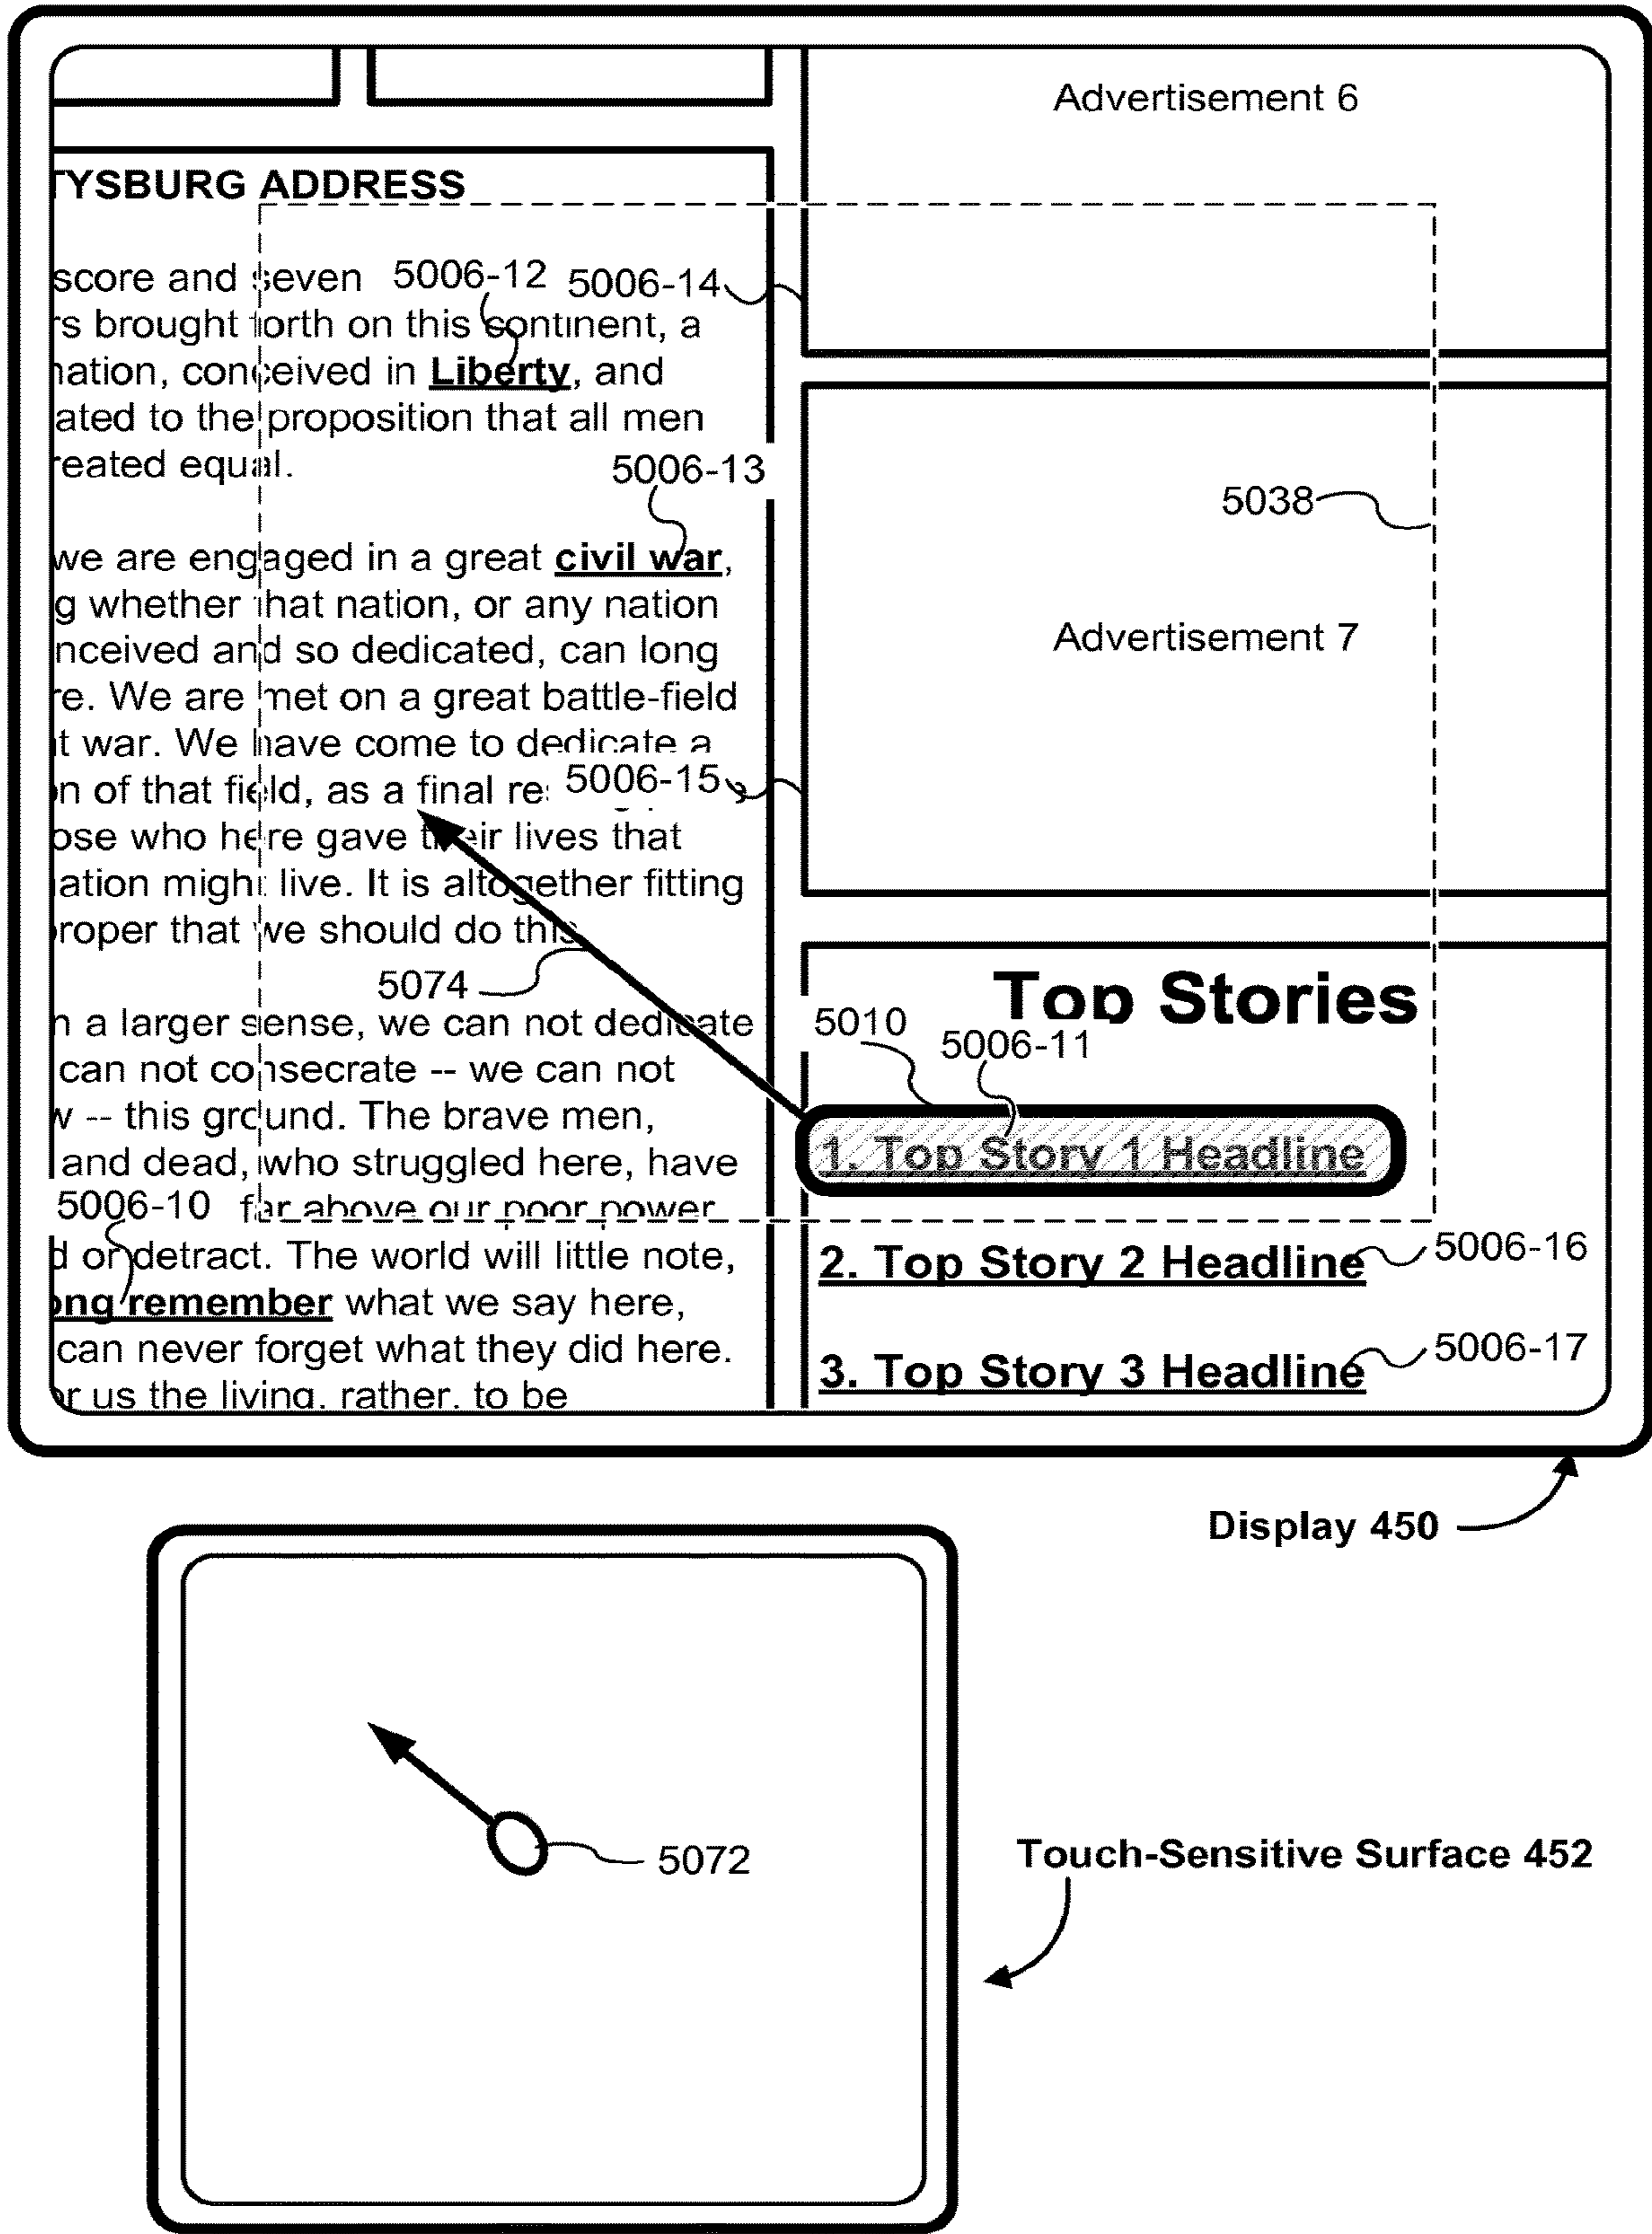 Advertisement 6
TYSBURG ADDRESS
score and seven
5006-12
5006-14
rs brought forth on this continent, a
nation, conceived in Liberty, and
ated to the proposition that all men
reated equal.
5006-13
5038
we are engaged in a great civil war,
g whether that nation, or any nation
nceived and so dedicated, can long
Advertisement 7
re. We are met on a great battle-field
t war. We have come to dedicate a
n of that field, as a final res
5006-15
ose who here gave their lives that
ation might live. It is altogether fitting
roper that we should do this
5074
Top Stories
n a larger sense, we can not dedicate
5010
5006-11
can not consecrate -- we can not
w -- this ground. The brave men,
1. Top Story 1 Headline
and dead, who struggled here, have
5006-10
far above our poor power
d or detract. The world will little note,
2. Top Story 2 Headline
5006-16
ong remember what we say here,
can never forget what they did here.
3. Top Story 3 Headline
5006-17
or us the living, rather, to be
Display 450
Touch-Sensitive Surface 452
5072